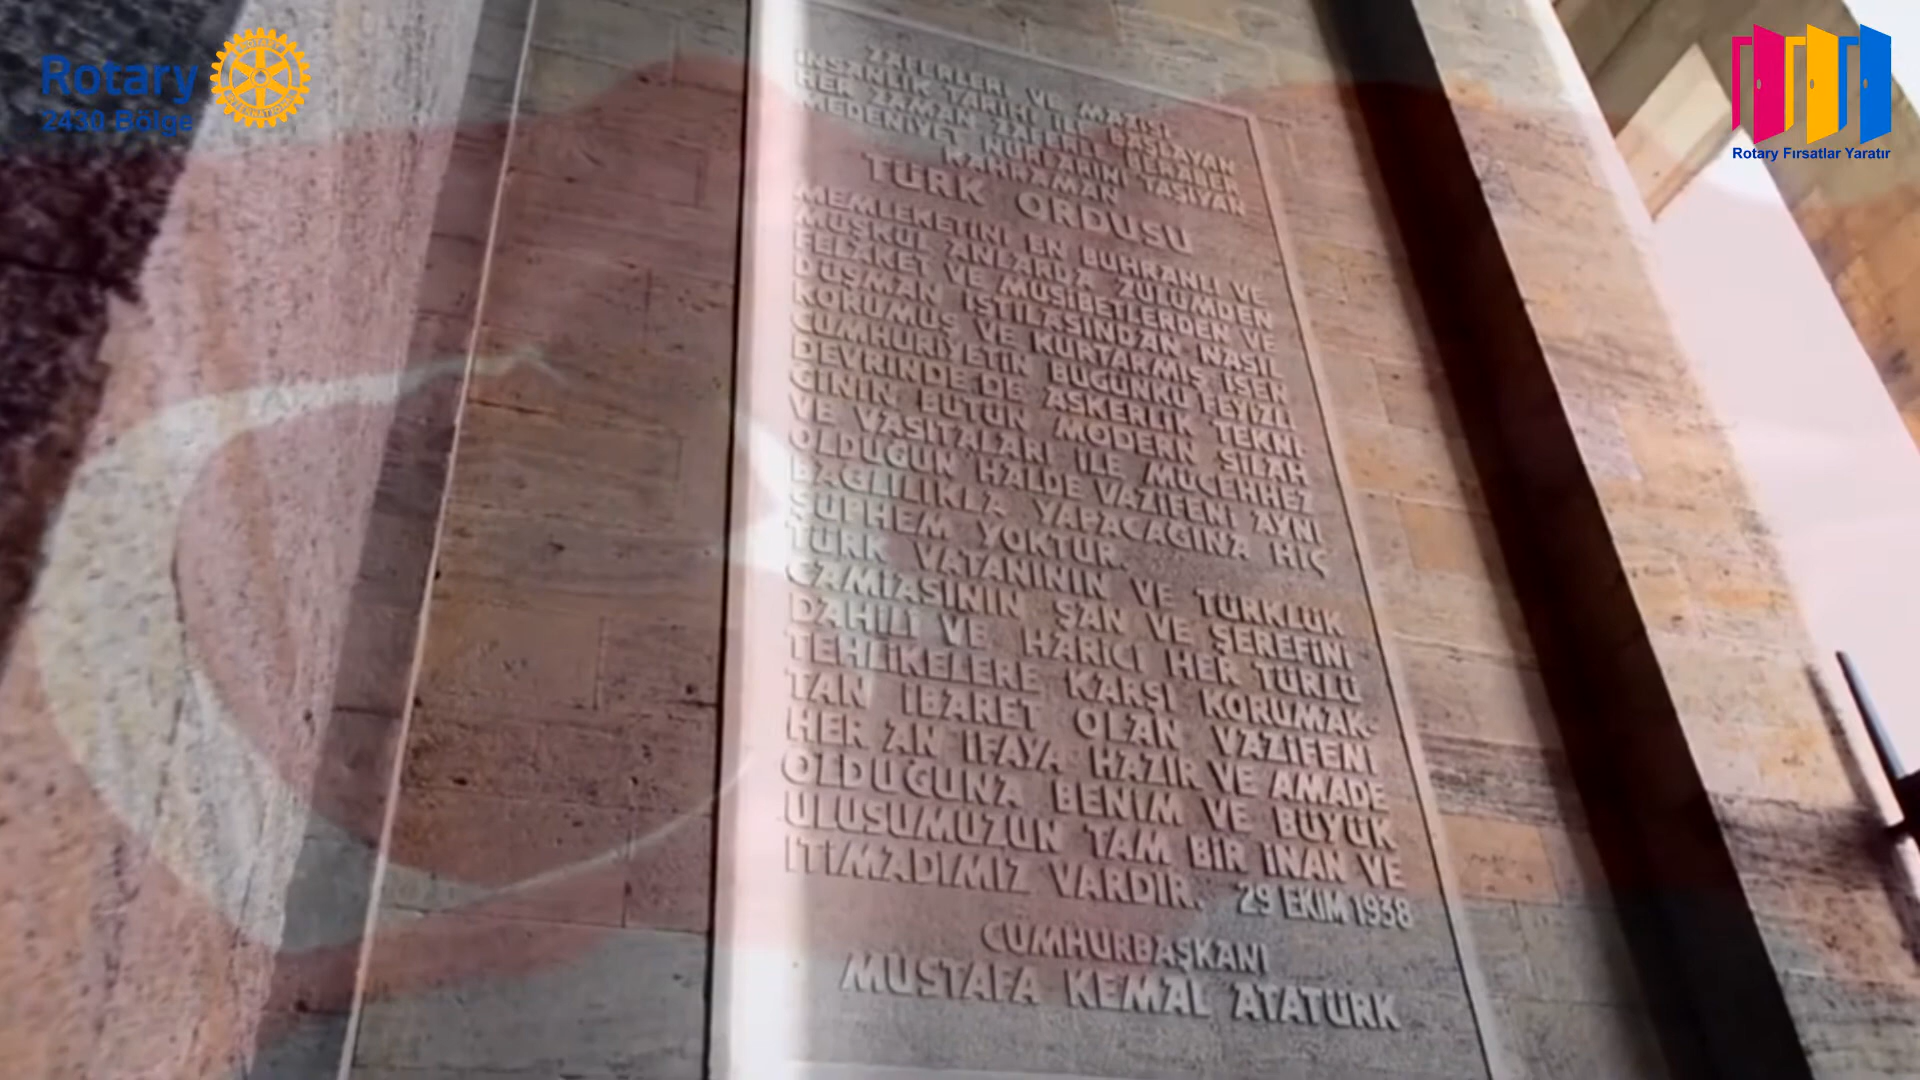 Rotary
2430 Bölge
ROTARY
INTERNATIONAL
Rotary Fırsatlar Yaratır
ZAFERLERİ VE MAZİSİ
İNSANLIK TARİHİ İLE BAŞLAYAN
HER ZAMAN ZAFERLE BERABER
MEDENİYET NURLARINI TAŞIYAN
KAHRAMAN
TÜRK ORDUSU
MEMLEKETİNİ EN BUHRANLI VE
MÜŞKÜL ANLARDA ZULÜMDEN
FELÂKET VE MUSİBETLERDEN VE
DÜŞMAN İSTİLASINDAN NASIL
KORUMUŞ VE KURTARMIŞ İSEN
CUMHURİYETİN BUGÜNKÜ FEYİZLİ
DEVRİNDE DE ASKERLİK TEKNİ-
ĞİNİN BÜTÜN MODERN SİLAH
VE VASITALARI İLE MÜCEHHEZ
OLDUĞUN HALDE VAZİFENİ AYNI
BAĞLILIKLA YAPACAĞINA HİÇ
ŞÜPHEM YOKTUR.
TÜRK VATANININ VE TÜRKLÜK
CAMİASININ ŞAN VE ŞEREFİNİ
DAHİLİ VE HARİCİ HER TÜRLÜ
TEHLİKELERE KARŞI KORUMAK-
TAN İBARET OLAN VAZİFENİ
HER AN İFAYA HAZIR VE AMADE
OLDUĞUNA BENİM VE BÜYÜK
ULUSUMUZUN TAM BİR İNAN VE
İTİMADIMIZ VARDIR. 29 EKİM 1938
CUMHURBAŞKANI
MUSTAFA KEMAL ATATÜRK